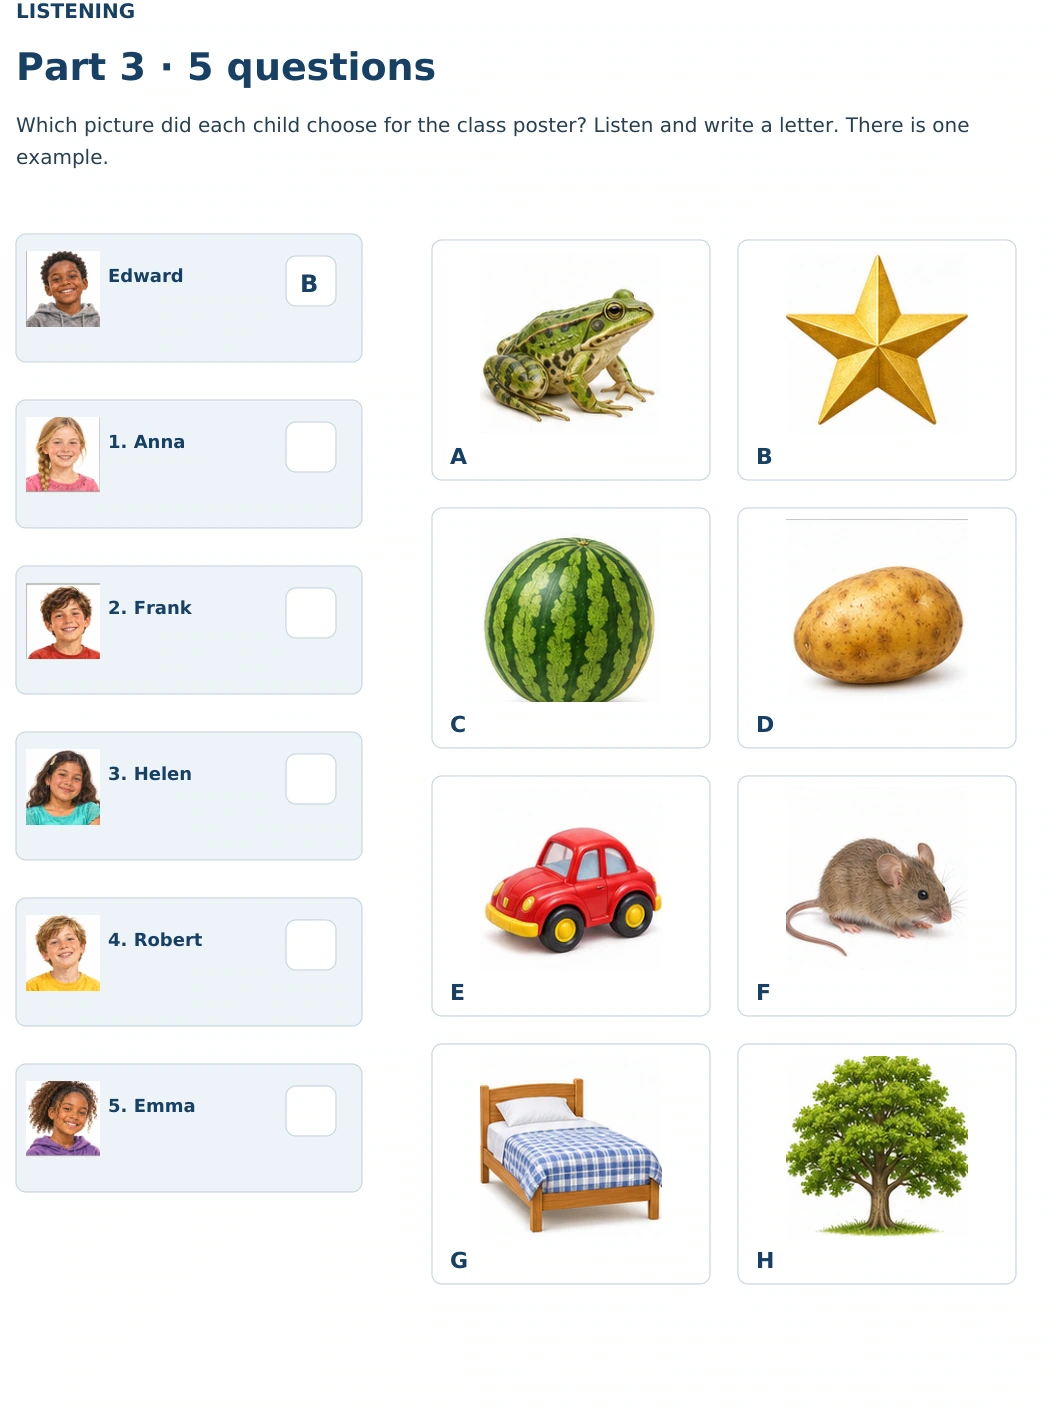 LISTENING
Part 3 · 5 questions
Which picture did each child choose for the class poster? Listen and write a letter. There is one
example.
Edward
B
1. Anna
2. Frank
3. Helen
4. Robert
5. Emma
A
B
C
D
E
F
G
H